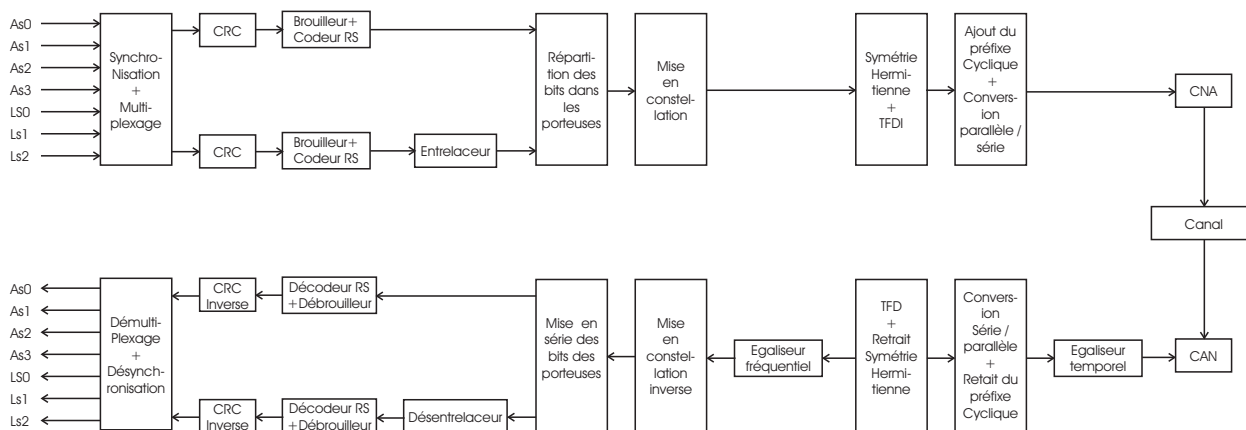 As0
As1
As2
As3
LS0
Ls1
Ls2
Synchro-
Nisation
+
Multi-
plexage
CRC
Brouilleur+
Codeur RS
CRC
Brouilleur+
Codeur RS
Entrelaceur
Réparti-
tion des
bits dans
les
porteuses
Mise
en
constel-
lation
Symétrie
Hermi-
tienne
+
TFDI
Ajout du
préfixe
Cyclique
+
Convers-
ion
parallèle /
série
CNA
Canal
As0
As1
As2
As3
LS0
Ls1
Ls2
Démulti-
Plexage
+
Désynch-
ronisation
CRC
Inverse
Décodeur RS
+Débrouilleur
CRC
Inverse
Décodeur RS
+Débrouilleur
Désentrelaceur
Mise en
série des
bits des
porteuses
Mise
en
constel-
lation
inverse
Egaliseur
fréquentiel
TFD
+
Retrait
Symétrie
Hermi-
tienne
Convers-
ion
Série /
parallèle
+
Retait du
préfixe
Cyclique
Egaliseur
temporel
CAN